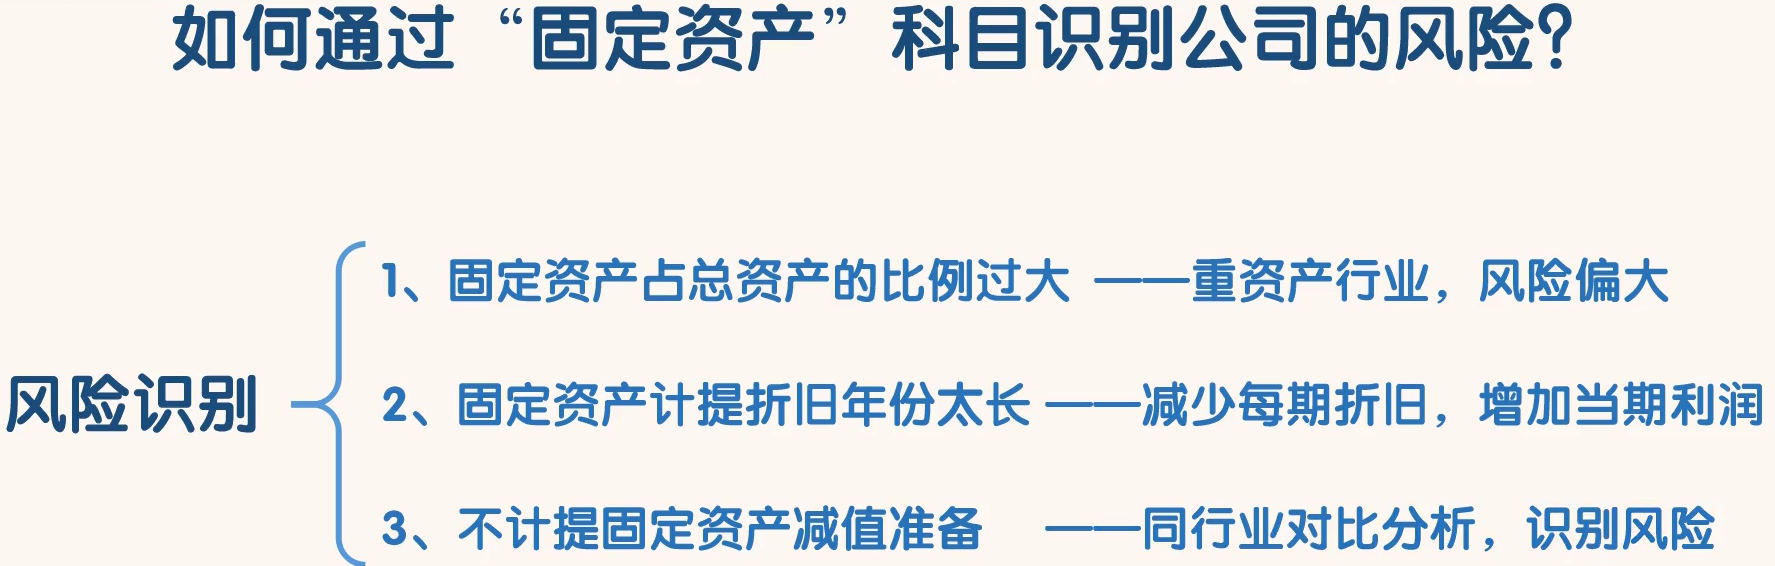 如何通过“固定资产”科目识别公司的风险？
1、固定资产占总资产的比例过大 ——重资产行业，风险偏大
风险识别
2、固定资产计提折旧年份太长 ——减少每期折旧，增加当期利润
3、不计提固定资产减值准备 ——同行业对比分析，识别风险